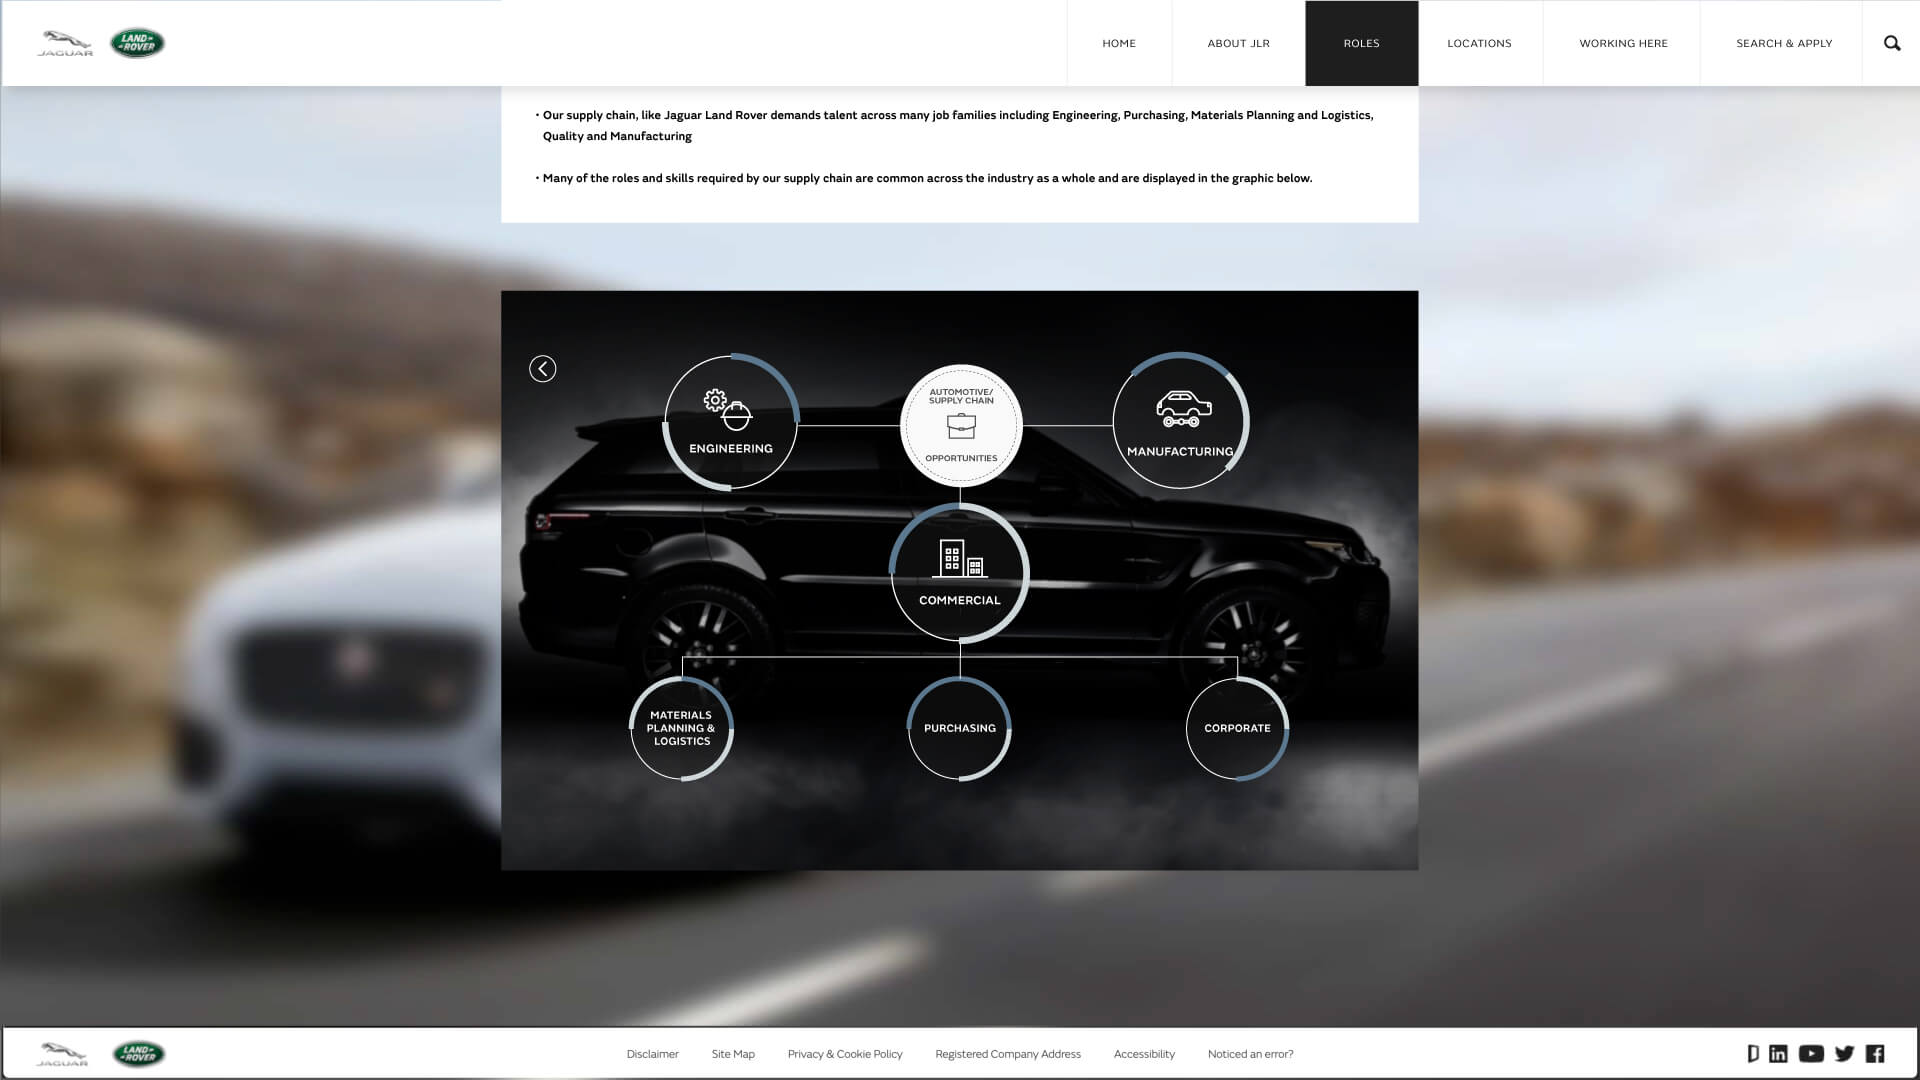 JAGUAR
LAND-
-ROVER
HOME
ABOUT JLR
ROLES
LOCATIONS
WORKING HERE
SEARCH & APPLY
• Our supply chain, like Jaguar Land Rover demands talent across many job families including Engineering, Purchasing, Materials Planning and Logistics,
Quality and Manufacturing
• Many of the roles and skills required by our supply chain are common across the industry as a whole and are displayed in the graphic below.
ENGINEERING
AUTOMOTIVE/
SUPPLY CHAIN
OPPORTUNITIES
MANUFACTURING
COMMERCIAL
MATERIALS
PLANNING &
LOGISTICS
PURCHASING
CORPORATE
JAGUAR
LAND-
-ROVER
Disclaimer
Site Map
Privacy & Cookie Policy
Registered Company Address
Accessibility
Noticed an error?